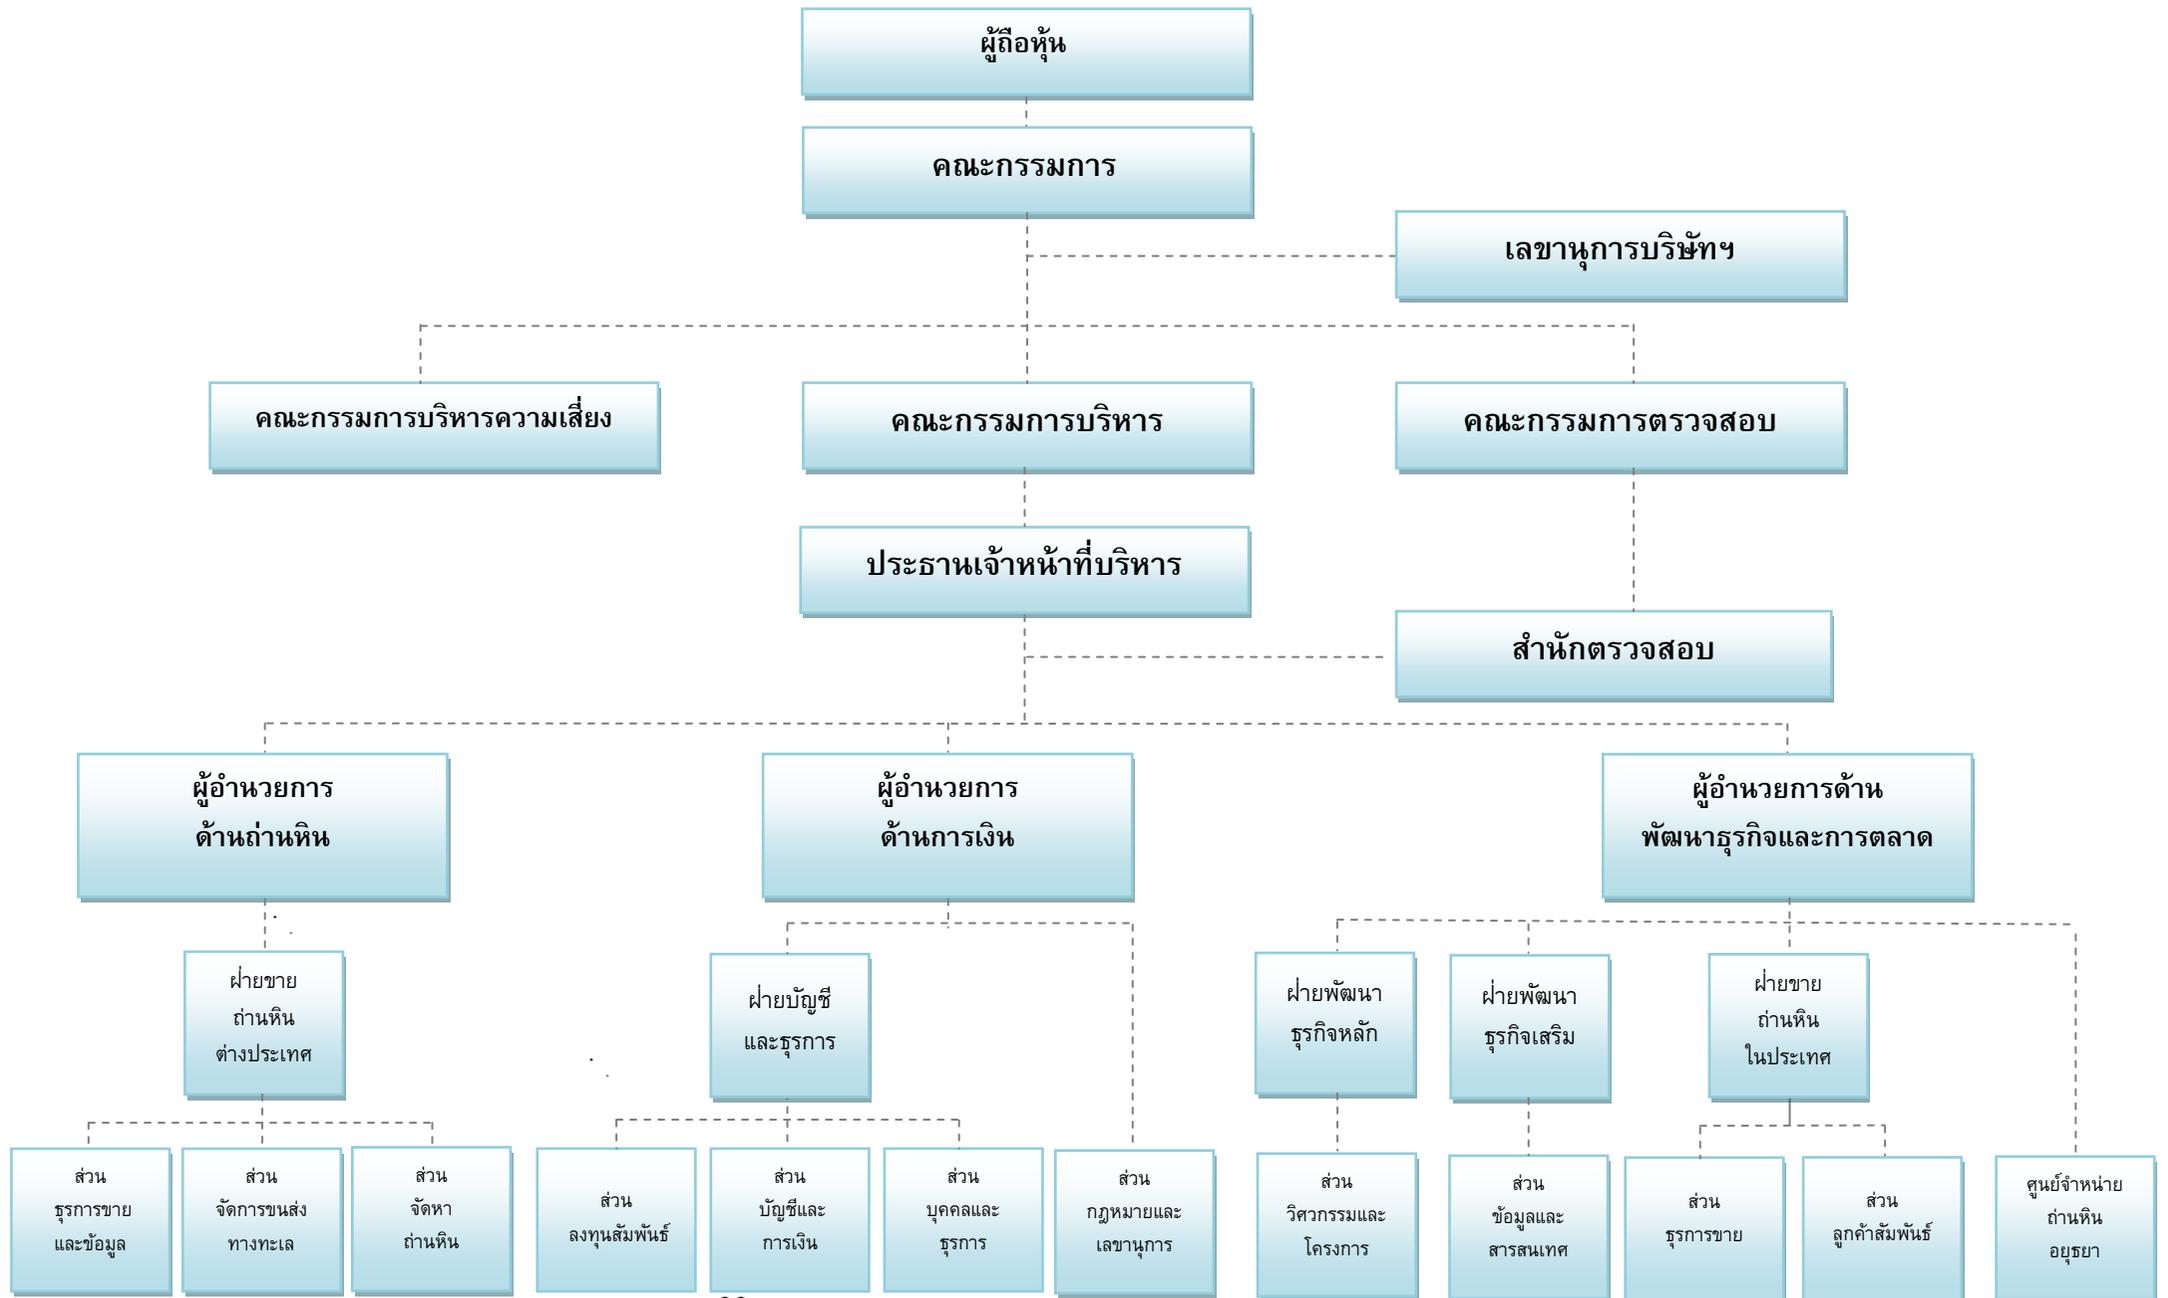 ผู้ถือหุ้น
คณะกรรมการ
เลขานุการบริษัทฯ
คณะกรรมการบริหารความเสี่ยง
คณะกรรมการบริหาร
คณะกรรมการตรวจสอบ
ประธานเจ้าหน้าที่บริหาร
สำนักตรวจสอบ
ผู้อำนวยการ
ด้านถ่านหิน
ผู้อำนวยการ
ด้านการเงิน
ผู้อำนวยการด้าน
พัฒนาธุรกิจและการตลาด
ฝ่ายขาย
ถ่านหิน
ต่างประเทศ
ฝ่ายบัญชี
และธุรการ
ฝ่ายพัฒนา
ธุรกิจหลัก
ฝ่ายพัฒนา
ธุรกิจเสริม
ฝ่ายขาย
ถ่านหิน
ในประเทศ
ส่วน
ธุรการขาย
และข้อมูล
ส่วน
จัดการขนส่ง
ทางทะเล
ส่วน
จัดหา
ถ่านหิน
ส่วน
ลงทุนสัมพันธ์
ส่วน
บัญชีและ
การเงิน
ส่วน
บุคคลและ
ธุรการ
ส่วน
กฎหมายและ
เลขานุการ
ส่วน
วิศวกรรมและ
โครงการ
ส่วน
ข้อมูลและ
สารสนเทศ
ส่วน
ธุรการขาย
ส่วน
ลูกค้าสัมพันธ์
ศูนย์จำหน่าย
ถ่านหิน
อยุธยา